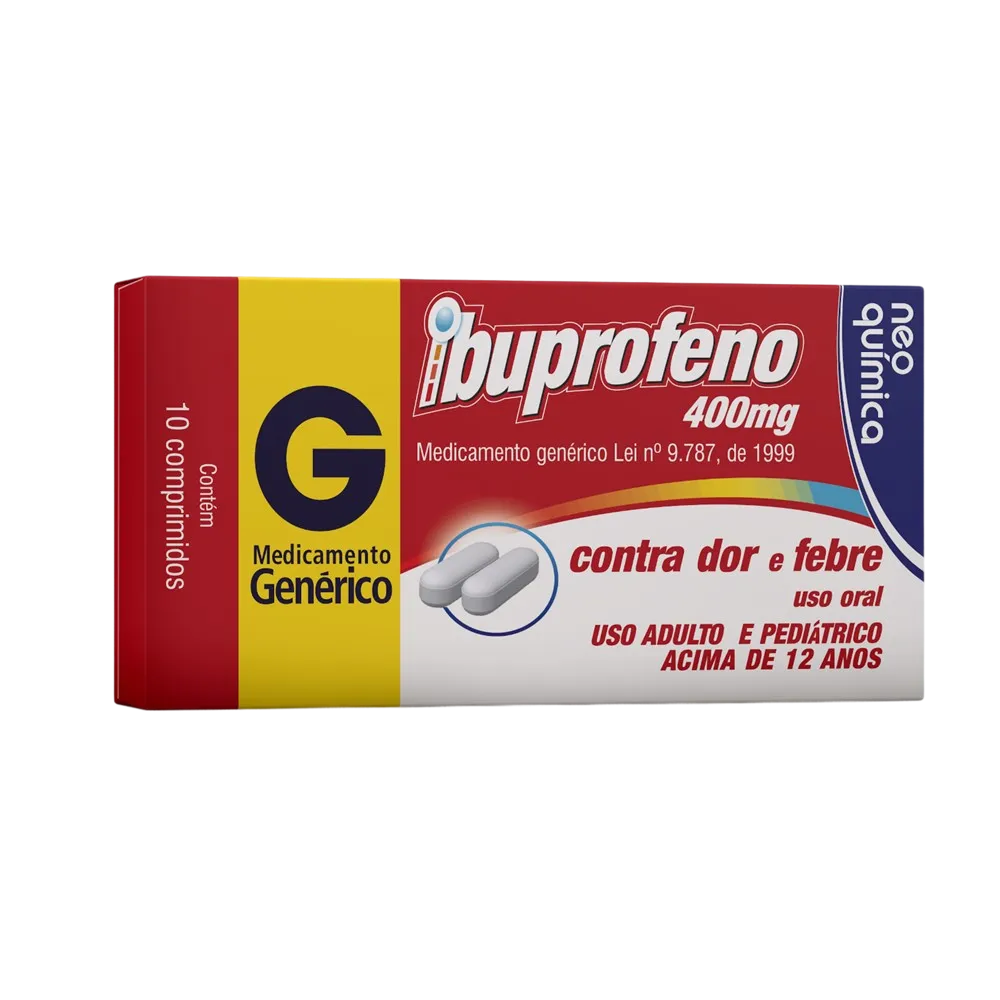 Contém
10 comprimidos
G
Medicamento
Genérico
ibuprofeno
400mg
Medicamento genérico Lei nº 9.787, de 1999
neo
química
contra dor e febre
uso oral
USO ADULTO E PEDIÁTRICO
ACIMA DE 12 ANOS